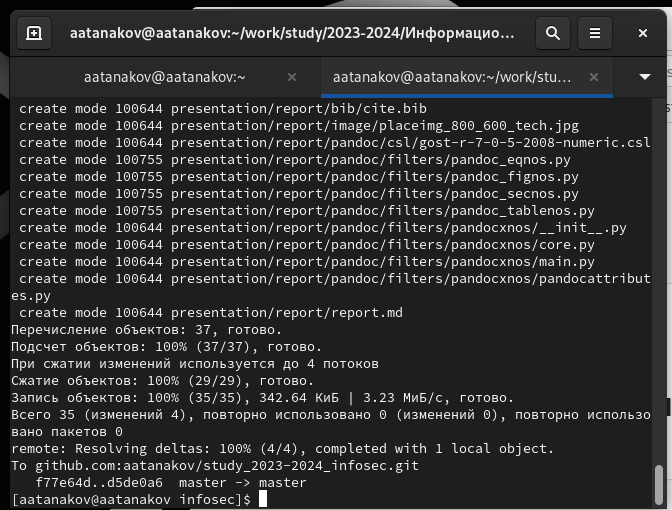 aatanakov@aatanakov:~/work/study/2023-2024/Информацио...
aatanakov@aatanakov:~
aatanakov@aatanakov:~/work/stu...
create mode 100644 presentation/report/bib/cite.bib
create mode 100644 presentation/report/image/placeimg_800_600_tech.jpg
create mode 100644 presentation/report/pandoc/csl/gost-r-7-0-5-2008-numeric.csl
create mode 100755 presentation/report/pandoc/filters/pandoc_eqnos.py
create mode 100755 presentation/report/pandoc/filters/pandoc_fignos.py
create mode 100755 presentation/report/pandoc/filters/pandoc_secnos.py
create mode 100755 presentation/report/pandoc/filters/pandoc_tablenos.py
create mode 100644 presentation/report/pandoc/filters/pandocxnos/__init__.py
create mode 100644 presentation/report/pandoc/filters/pandocxnos/core.py
create mode 100644 presentation/report/pandoc/filters/pandocxnos/main.py
create mode 100644 presentation/report/pandoc/filters/pandocxnos/pandocattribut
es.py
create mode 100644 presentation/report/report.md
Перечисление объектов: 37, готово.
Подсчет объектов: 100% (37/37), готово.
При сжатии изменений используется до 4 потоков
Сжатие объектов: 100% (29/29), готово.
Запись объектов: 100% (35/35), 342.64 КиБ | 3.23 МиБ/с, готово.
Всего 35 (изменений 4), повторно использовано 0 (изменений 0), повторно использо
вано пакетов 0
remote: Resolving deltas: 100% (4/4), completed with 1 local object.
To github.com:aatanakov/study_2023-2024_infosec.git
f77e64d..d5de0a6  master -> master
[aatanakov@aatanakov infosec]$